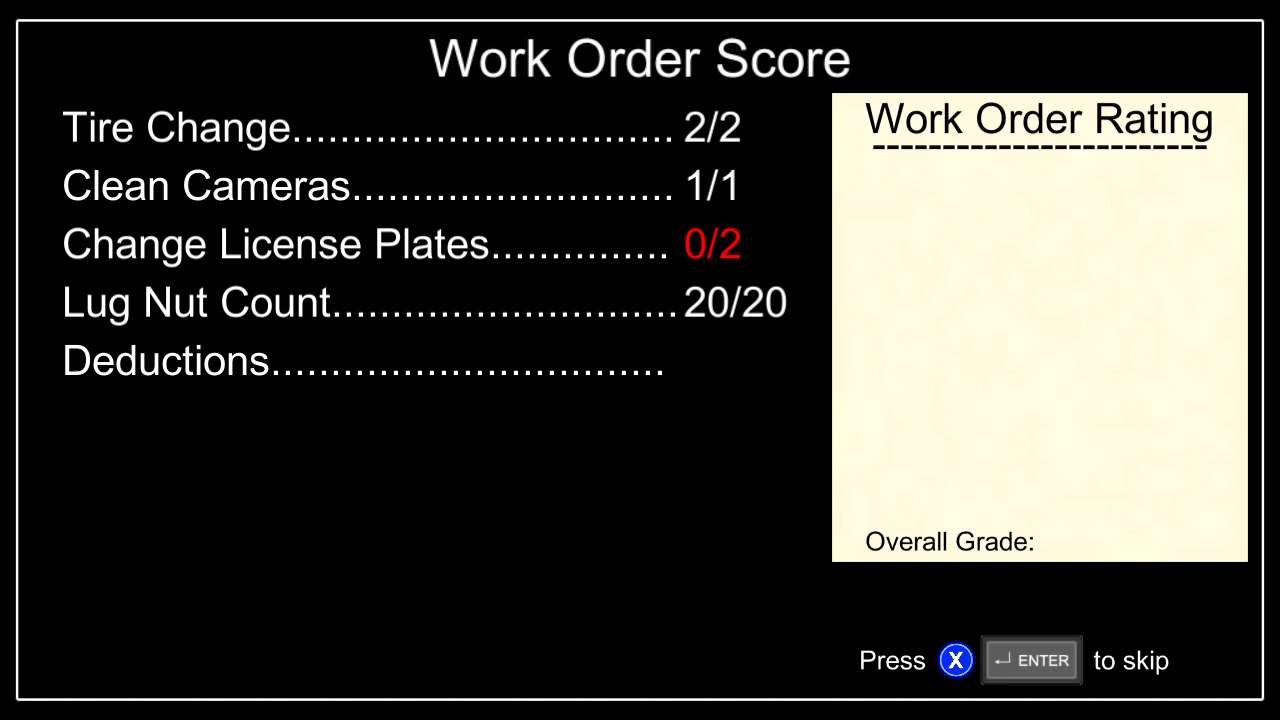 Work Order Score
Tire Change................................ 2/2
Clean Cameras........................... 1/1
Change License Plates............... 0/2
Lug Nut Count.............................20/20
Deductions.................................
Work Order Rating
------------------------
Overall Grade:
Press X ENTER to skip